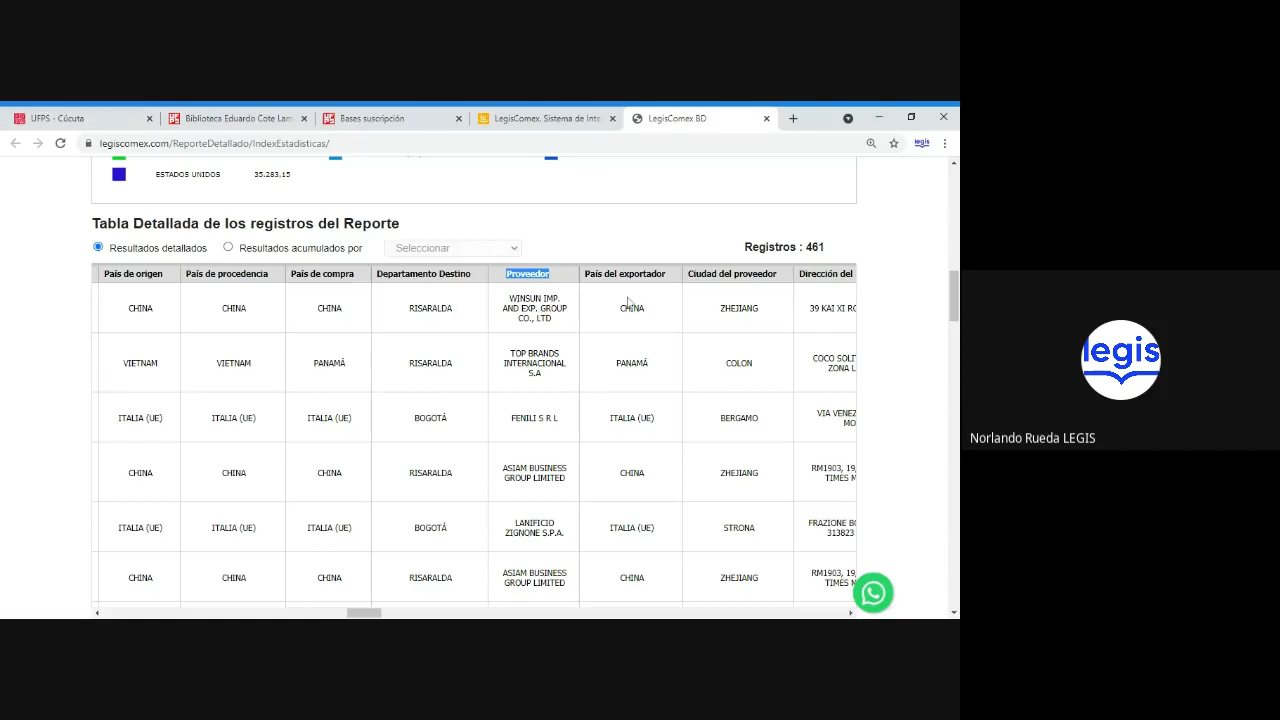 UFPS - Cúcuta
Biblioteca Eduardo Cote Lam
Bases suscripción
LegisComex. Sistema de Inte
LegisComex BD
legiscomex.com/ReporteDetallado/IndexEstadisticas/
legis
ESTADOS UNIDOS 35.283,15
Tabla Detallada de los registros del Reporte
Resultados detallados Resultados acumulados por Seleccionar Registros : 461
País de origen País de procedencia País de compra Departamento Destino Proveedor País del exportador Ciudad del proveedor Dirección del
CHINA CHINA CHINA RISARALDA WINSUN IMP. AND EXP. GROUP CO., LTD CHINA ZHEJIANG 39 KAI XI RO
VIETNAM VIETNAM PANAMÁ RISARALDA TOP BRANDS INTERNACIONAL S.A PANAMÁ COLON COCO SOLI ZONA L
ITALIA (UE) ITALIA (UE) ITALIA (UE) BOGOTÁ FENILI S R L ITALIA (UE) BERGAMO VIA VENEZ MO
CHINA CHINA CHINA RISARALDA ASIAM BUSINESS GROUP LIMITED CHINA ZHEJIANG RM1903, 19, TIMES M
ITALIA (UE) ITALIA (UE) ITALIA (UE) BOGOTÁ LANIFICIO ZIGNONE S.P.A. ITALIA (UE) STRONA FRAZIONE BO 313823
CHINA CHINA CHINA RISARALDA ASIAM BUSINESS GROUP LIMITED CHINA ZHEJIANG RM1903, 19, TIMES M
legis
Norlando Rueda LEGIS